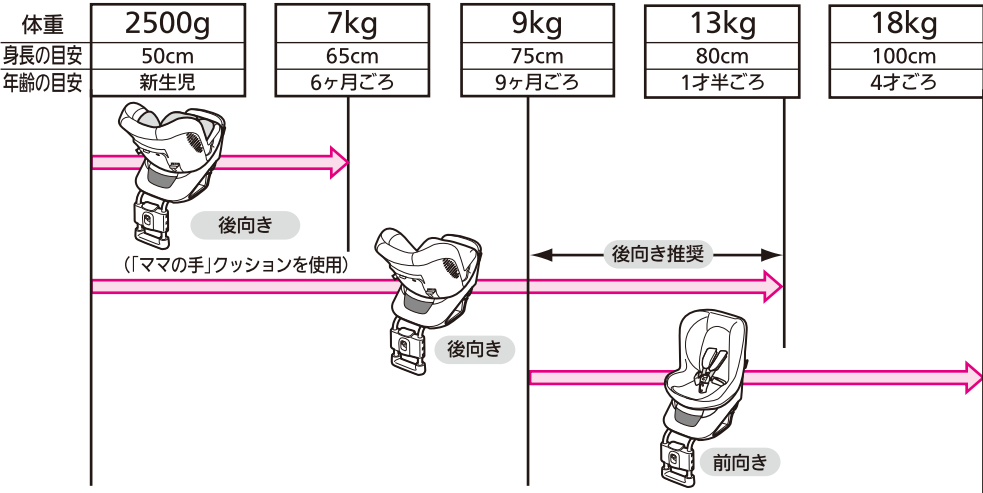 体重 2500g 7kg 9kg 13kg 18kg
身長の目安 50cm 65cm 75cm 80cm 100cm
年齢の目安 新生児 6ヶ月ごろ 9ヶ月ごろ 1才半ごろ 4才ごろ
後向き
(「ママの手」クッションを使用)
後向き推奨
後向き
前向き